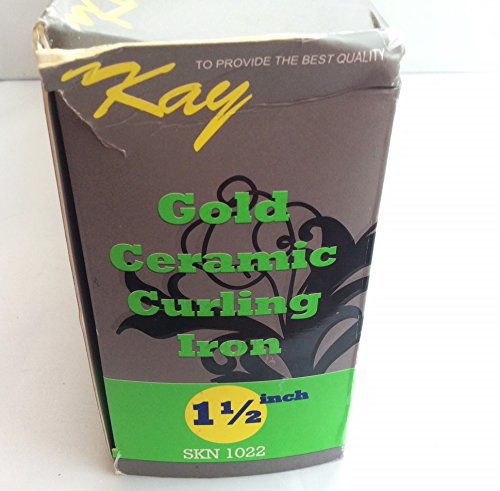 Kay
TO PROVIDE THE BEST QUALITY
Gold
Ceramic
Curling
Iron
1½ inch
SKN 1022